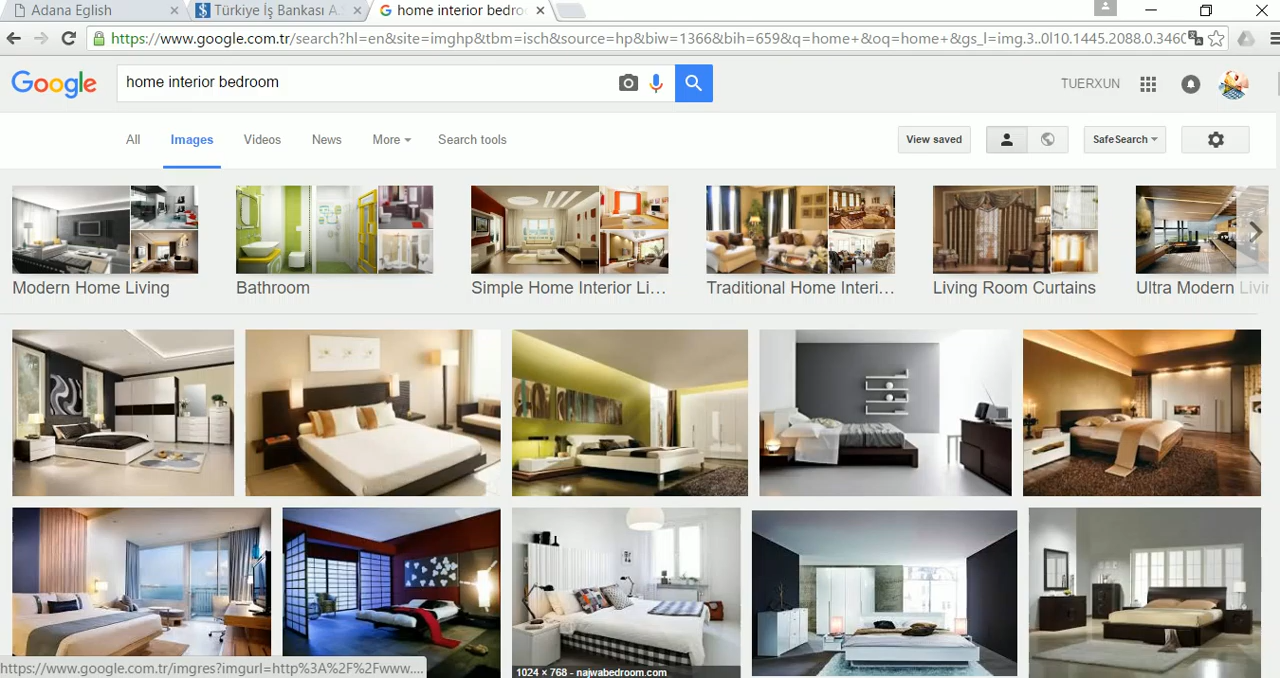 Adana Eglish
Türkiye İş Bankası A.
home interior bedro
https://www.google.com.tr/search?hl=en&site=imghp&tbm=isch&source=hp&biw=1366&bih=659&q=home+&oq=home+&gs_l=img.3..0l10.1445.2088.0.3460
Google
home interior bedroom
TUERXUN
All
Images
Videos
News
More
Search tools
View saved
SafeSearch
Modern Home Living
Bathroom
Simple Home Interior Li...
Traditional Home Interi...
Living Room Curtains
Ultra Modern Livin
1024 × 768 - najwabedroom.com
https://www.google.com.tr/imgres?imgurl=http%3A%2F%2Fwww....